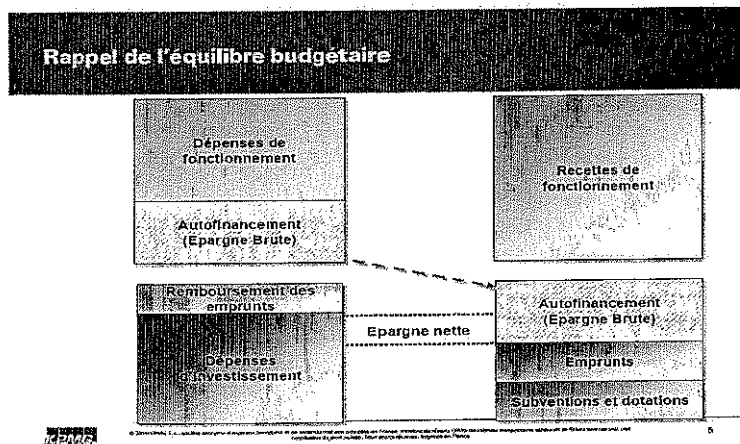 Rappel de l'équilibre budgétaire
Dépenses de
fonctionnement
Autofinancement
(Epargne Brute)
Recettes de
fonctionnement
Remboursement des
emprunts
Dépenses
d'investissement
Epargne nette
Autofinancement
(Epargne Brute)
Emprunts
Subventions et dotations
KPMG
5